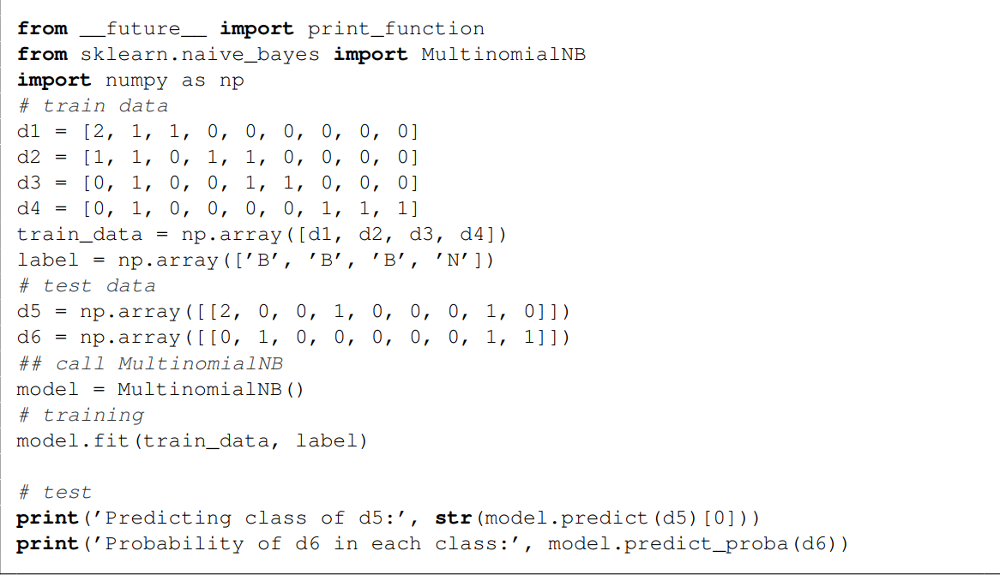 from __future__ import print_function
from sklearn.naive_bayes import MultinomialNB
import numpy as np
# train data
d1 = [2, 1, 1, 0, 0, 0, 0, 0, 0]
d2 = [1, 1, 0, 1, 1, 0, 0, 0, 0]
d3 = [0, 1, 0, 0, 1, 1, 0, 0, 0]
d4 = [0, 1, 0, 0, 0, 0, 1, 1, 1]
train_data = np.array([d1, d2, d3, d4])
label = np.array(['B', 'B', 'B', 'N'])
# test data
d5 = np.array([[2, 0, 0, 1, 0, 0, 0, 1, 0]])
d6 = np.array([[0, 1, 0, 0, 0, 0, 0, 1, 1]])
## call MultinomialNB
model = MultinomialNB()
# training
model.fit(train_data, label)
# test
print('Predicting class of d5:', str(model.predict(d5)[0]))
print('Probability of d6 in each class:', model.predict_proba(d6))